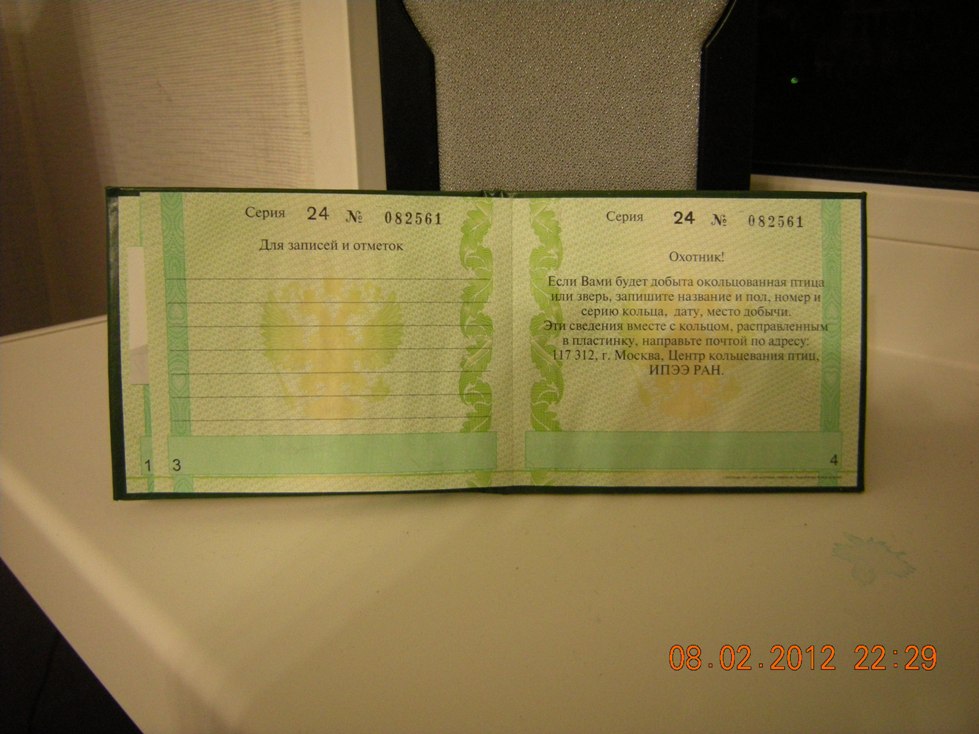 Серия 24 № 082561
Для записей и отметок
1 3
Серия 24 № 082561
Охотник!
Если Вами будет добыта окольцованная птица
или зверь, запишите название и пол, номер и
серию кольца, дату, место добычи.
Эти сведения вместе с кольцом, расправленным
в пластинку, направьте почтой по адресу:
117 312, г. Москва, Центр кольцевания птиц,
ИПЭЭ РАН.
4
08.02.2012 22:29